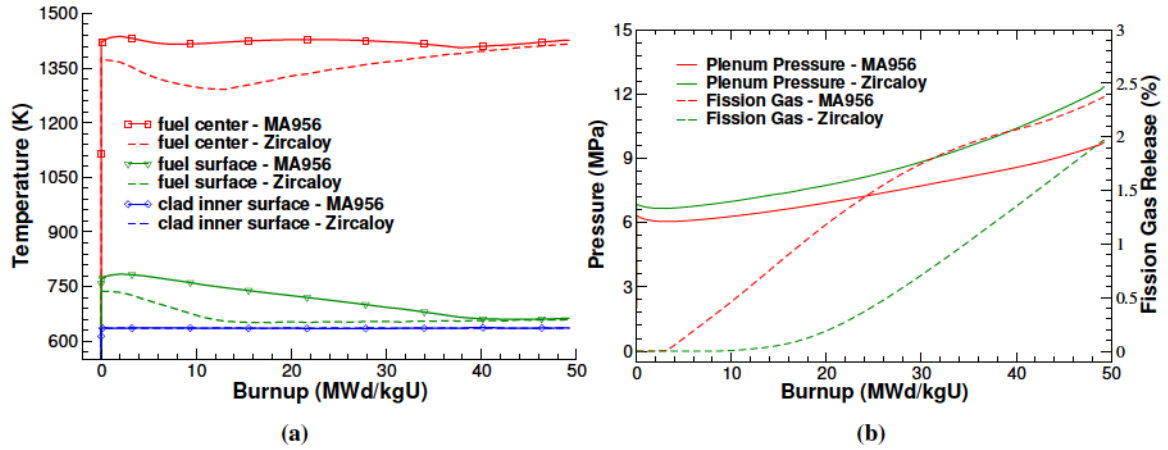 1500
1350
1200
1050
900
750
600
Temperature (K)
fuel center - MA956
fuel center - Zircaloy
fuel surface - MA956
fuel surface - Zircaloy
clad inner surface - MA956
clad inner surface - Zircaloy
0 10 20 30 40 50
Burnup (MWd/kgU)
(a)
15
12
9
6
3
0
Pressure (MPa)
Plenum Pressure - MA956
Plenum Pressure - Zircaloy
Fission Gas - MA956
Fission Gas - Zircaloy
3
2.5
2
1.5
1
0.5
0
Fission Gas Release (%)
0 10 20 30 40 50
Burnup (MWd/kgU)
(b)